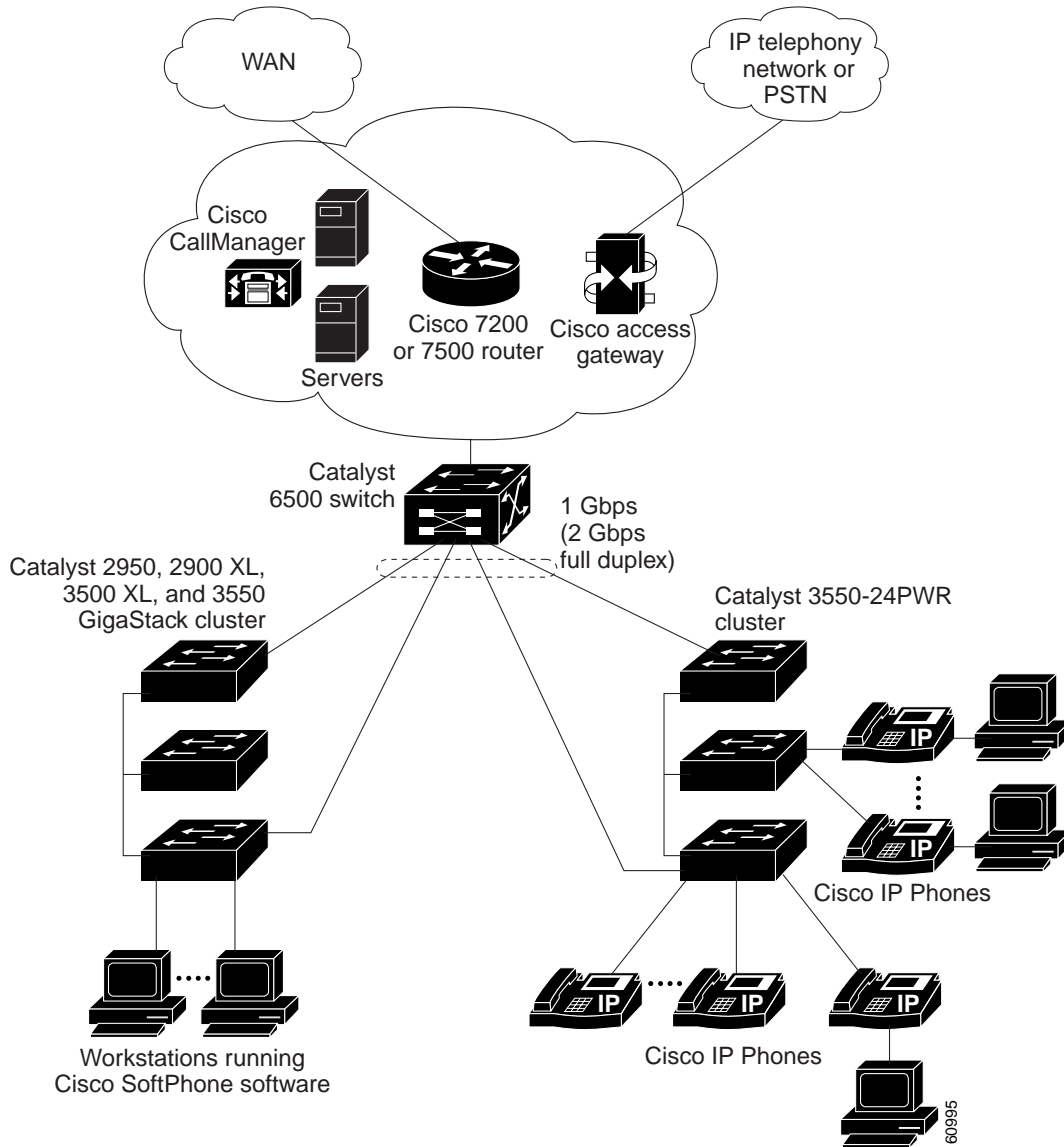 WAN
IP telephony
network or
PSTN
Cisco
CallManager
Servers
Cisco 7200
or 7500 router
Cisco access
gateway
Catalyst
6500 switch
1 Gbps
(2 Gbps
full duplex)
Catalyst 2950, 2900 XL,
3500 XL, and 3550
GigaStack cluster
Catalyst 3550-24PWR
cluster
IP
IP
Cisco IP Phones
IP
IP
IP
Cisco IP Phones
Workstations running
Cisco SoftPhone software
60995